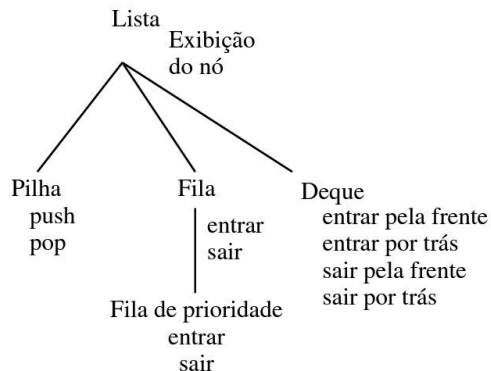 Lista
Exibição
do nó
Pilha
push
pop
Fila
entrar
sair
Deque
entrar pela frente
entrar por trás
sair pela frente
sair por trás
Fila de prioridade
entrar
sair